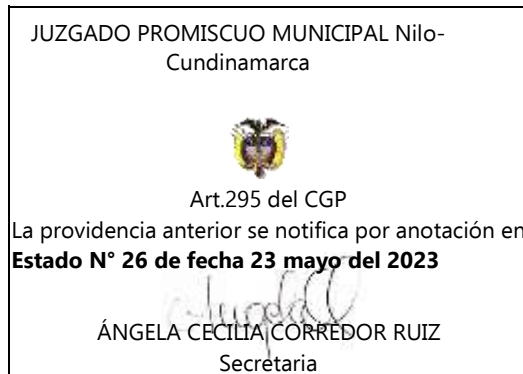 JUZGADO PROMISCUO MUNICIPAL Nilo-
Cundinamarca
Art.295 del CGP
La providencia anterior se notifica por anotación en
Estado N° 26 de fecha 23 mayo del 2023
ÁNGELA CECILIA CORREDOR RUIZ
Secretaria